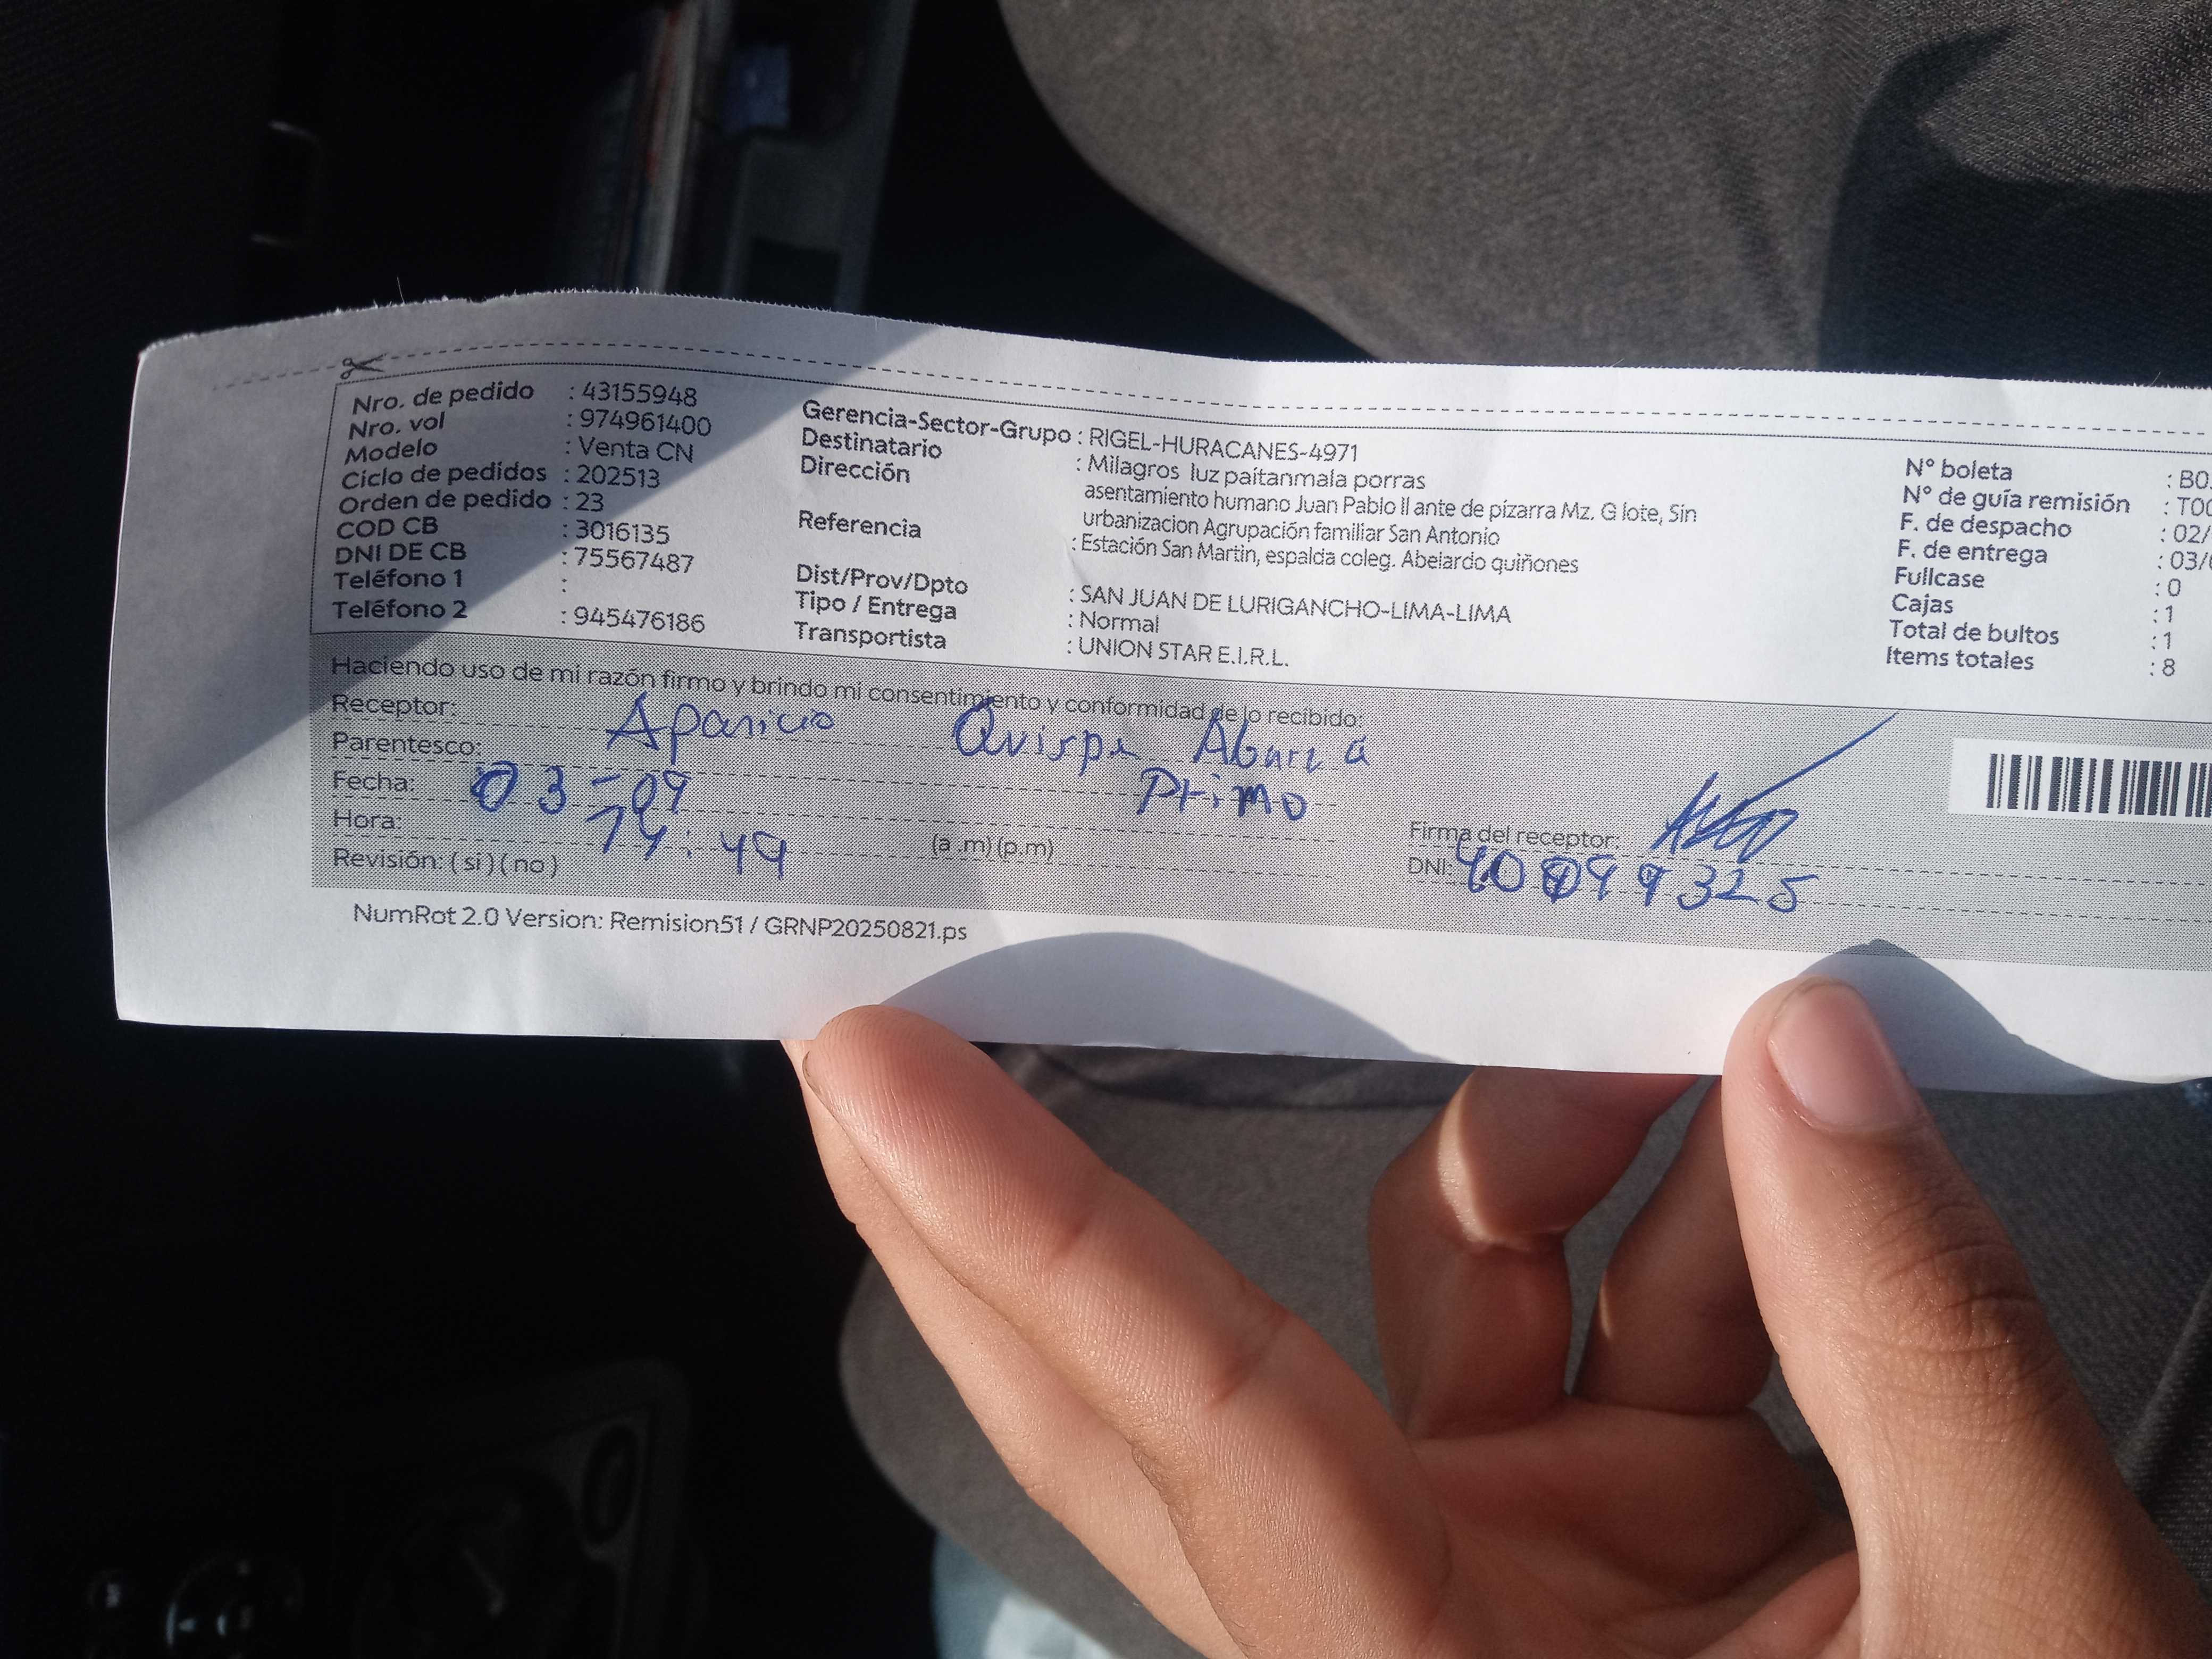 Nro. de pedido : 43155948
Nro. vol : 974961400
Modelo : Venta CN
Ciclo de pedidos : 202513
Orden de pedido : 23
COD CB : 3016135
DNI DE CB : 75567487
Teléfono 1 :
Teléfono 2 : 945476186
Gerencia-Sector-Grupo : RIGEL-HURACANES-4971
Destinatario : Milagros luz paitanmala porras
Dirección asentamiento humano Juan Pablo II ante de pizarra Mz. G lote, Sin
urbanizacion Agrupación familiar San Antonio
Referencia : Estación San Martin, espalda coleg. Abelardo quiñones
Dist/Prov/Dpto : SAN JUAN DE LURIGANCHO-LIMA-LIMA
Tipo / Entrega : Normal
Transportista : UNION STAR E.I.R.L.
N° boleta : B0
N° de guía remisión : T00
F. de despacho : 02/
F. de entrega : 03/
Fullcase : 0
Cajas : 1
Total de bultos : 1
Items totales : 8
Haciendo uso de mi razón firmo y brindo mi consentimiento y conformidad de lo recibido:
Receptor: Aparicio Quispe Abarca
Parentesco: Primo
Fecha: 03-09
Hora: 14:49 (a .m) (p.m)
Revisión: ( si ) ( no )
Firma del receptor:
DNI:
NumRot 2.0 Version: Remision51 / GRNP20250821.ps